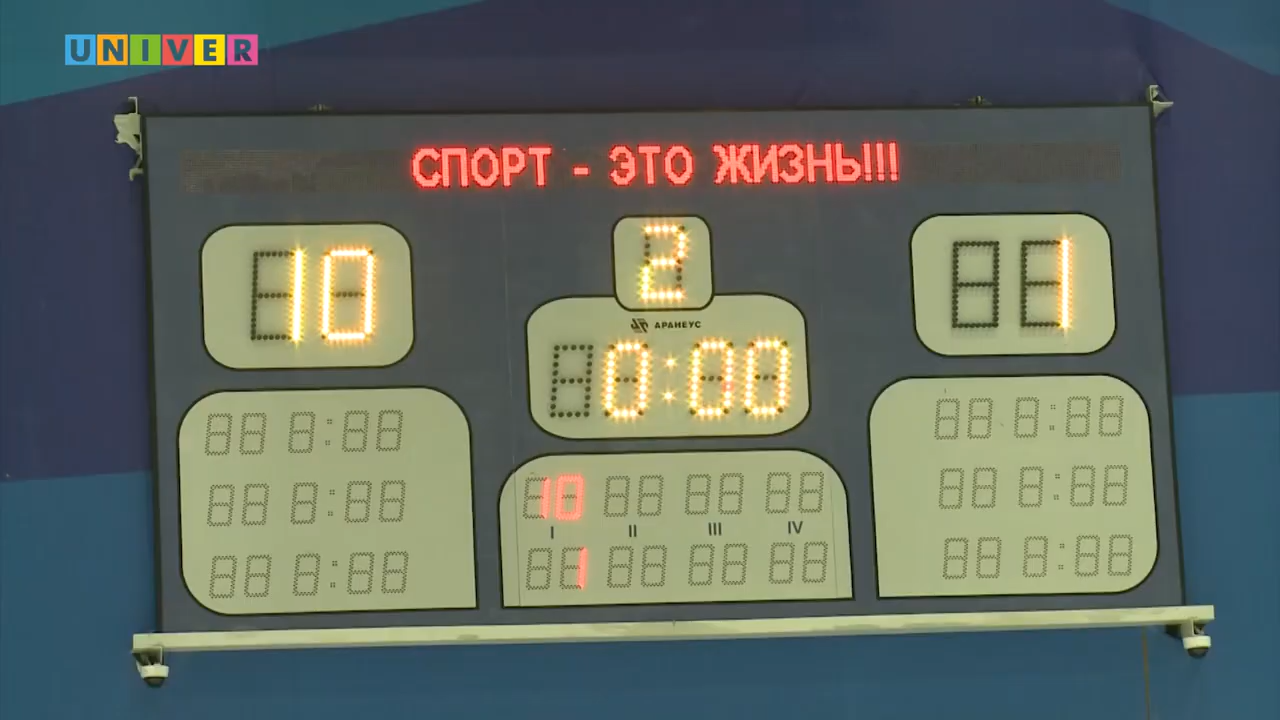 UNIVER
СПОРТ - ЭТО ЖИЗНЬ!!!
10 2 1
АРАНЕУС
0:00
10
I II III IV
1